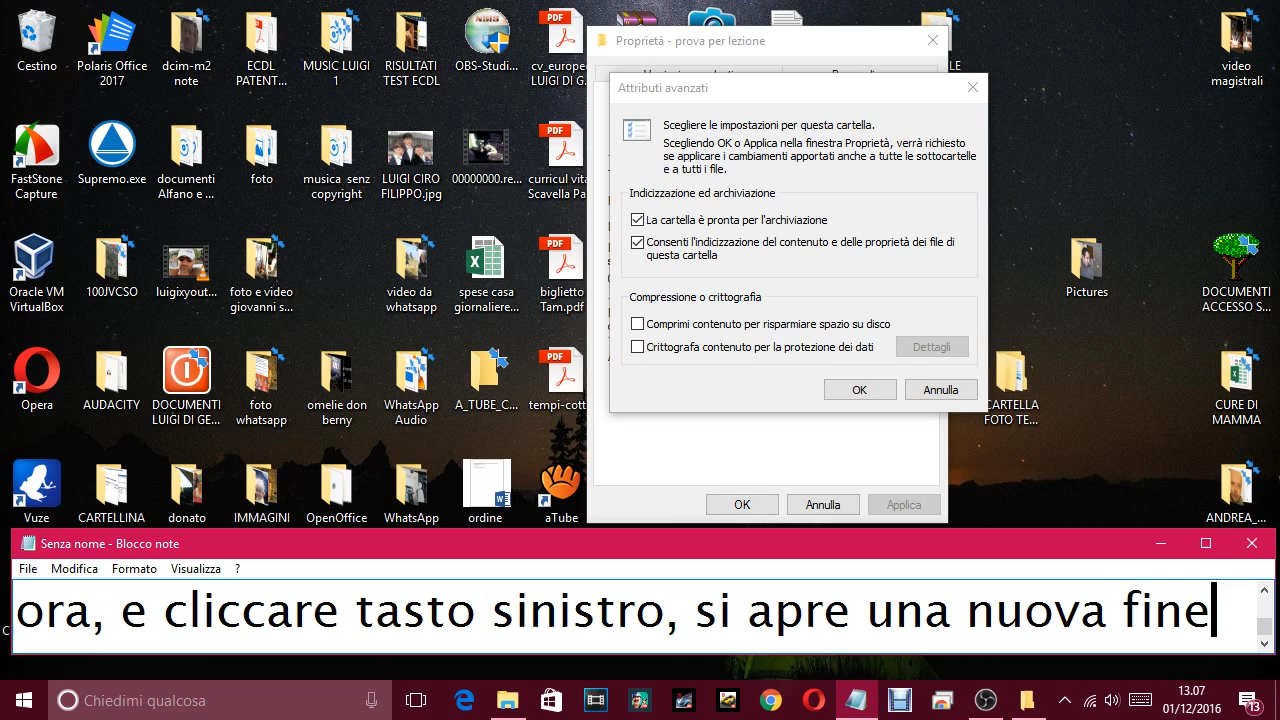 Cestino
Polaris Office
2017
dcim-m2
note
ECDL
PATENT...
MUSIC LUIGI
1
RISULTATI
TEST ECDL
NSIS
OBS-Studi...
PDF
cv_europe
LUIGI DI G.
video
magistrali
FastStone
Capture
Supremo.exe
documenti
Alfano e ...
foto
musica senz
copyright
LUIGI CIRO
FILIPPO.jpg
00000000.re...
PDF
curricul vita
Scavella Pa
Oracle VM
VirtualBox
100JVCSO
luigixyout...
foto e video
giovanni s...
video da
whatsapp
spese casa
giornaliere...
PDF
biglietto
Tam.pdf
Pictures
DOCUMENTI
ACCESSO S...
Opera
AUDACITY
DOCUMENTI
LUIGI DI GE...
foto
whatsapp
omelie don
berny
WhatsApp
Audio
A_TUBE_C...
PDF
tempi-cott
CARTELLA
FOTO TE...
CURE DI
MAMMA
Vuze
CARTELLINA
donato
IMMAGINI
OpenOffice
WhatsApp
ordine
aTube
ANDREA_...
Proprietà - prova per lezione
Attributi avanzati
Scegliere le impostazioni per questa cartella.
Scegliendo OK o Applica nella finestra Proprietà, verrà richiesto
se applicare i cambiamenti apportati anche a tutte le sottocartelle
e a tutti i file.
Indicizzazione ed archiviazione
La cartella è pronta per l'archiviazione
Consenti l'indicizzazione del contenuto e delle proprietà dei file di
questa cartella
Compressione o crittografia
Comprimi contenuto per risparmiare spazio su disco
Crittografa contenuto per la protezione dei dati
Dettagli
OK Annulla
OK Annulla Applica
Senza nome - Blocco note
File Modifica Formato Visualizza ?
ora, e cliccare tasto sinistro, si apre una nuova fine
Chiedimi qualcosa
13.07
01/12/2016
13